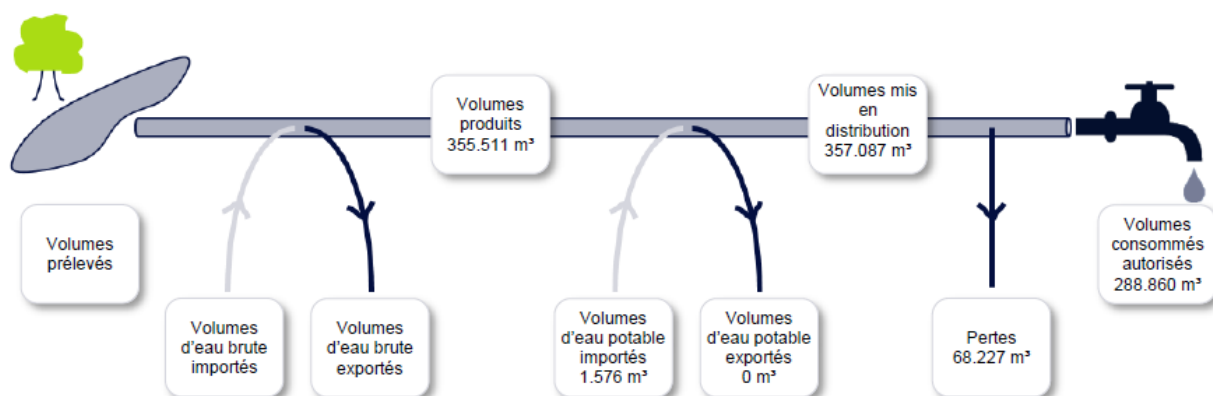 Volumes
prélevés
Volumes
d'eau brute
importés
Volumes
d'eau brute
exportés
Volumes
produits
355.511 m³
Volumes
d'eau potable
importés
1.576 m³
Volumes
d'eau potable
exportés
0 m³
Volumes mis
en
distribution
357.087 m³
Pertes
68.227 m³
Volumes
consommés
autorisés
288.860 m³